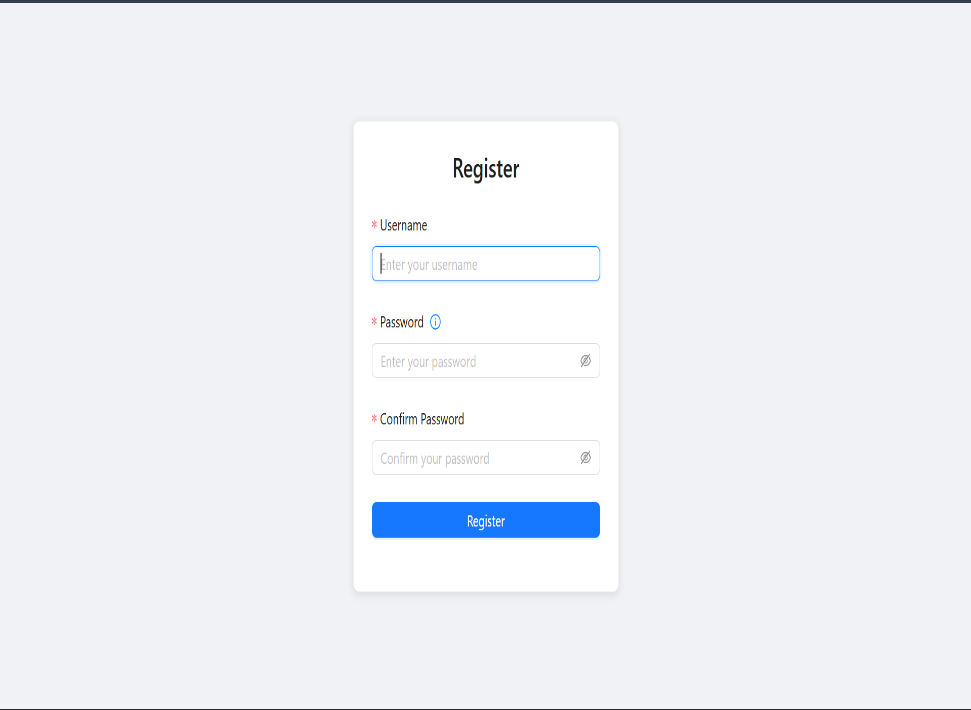 Register
* Username
Enter your username
* Password
Enter your password
* Confirm Password
Confirm your password
Register